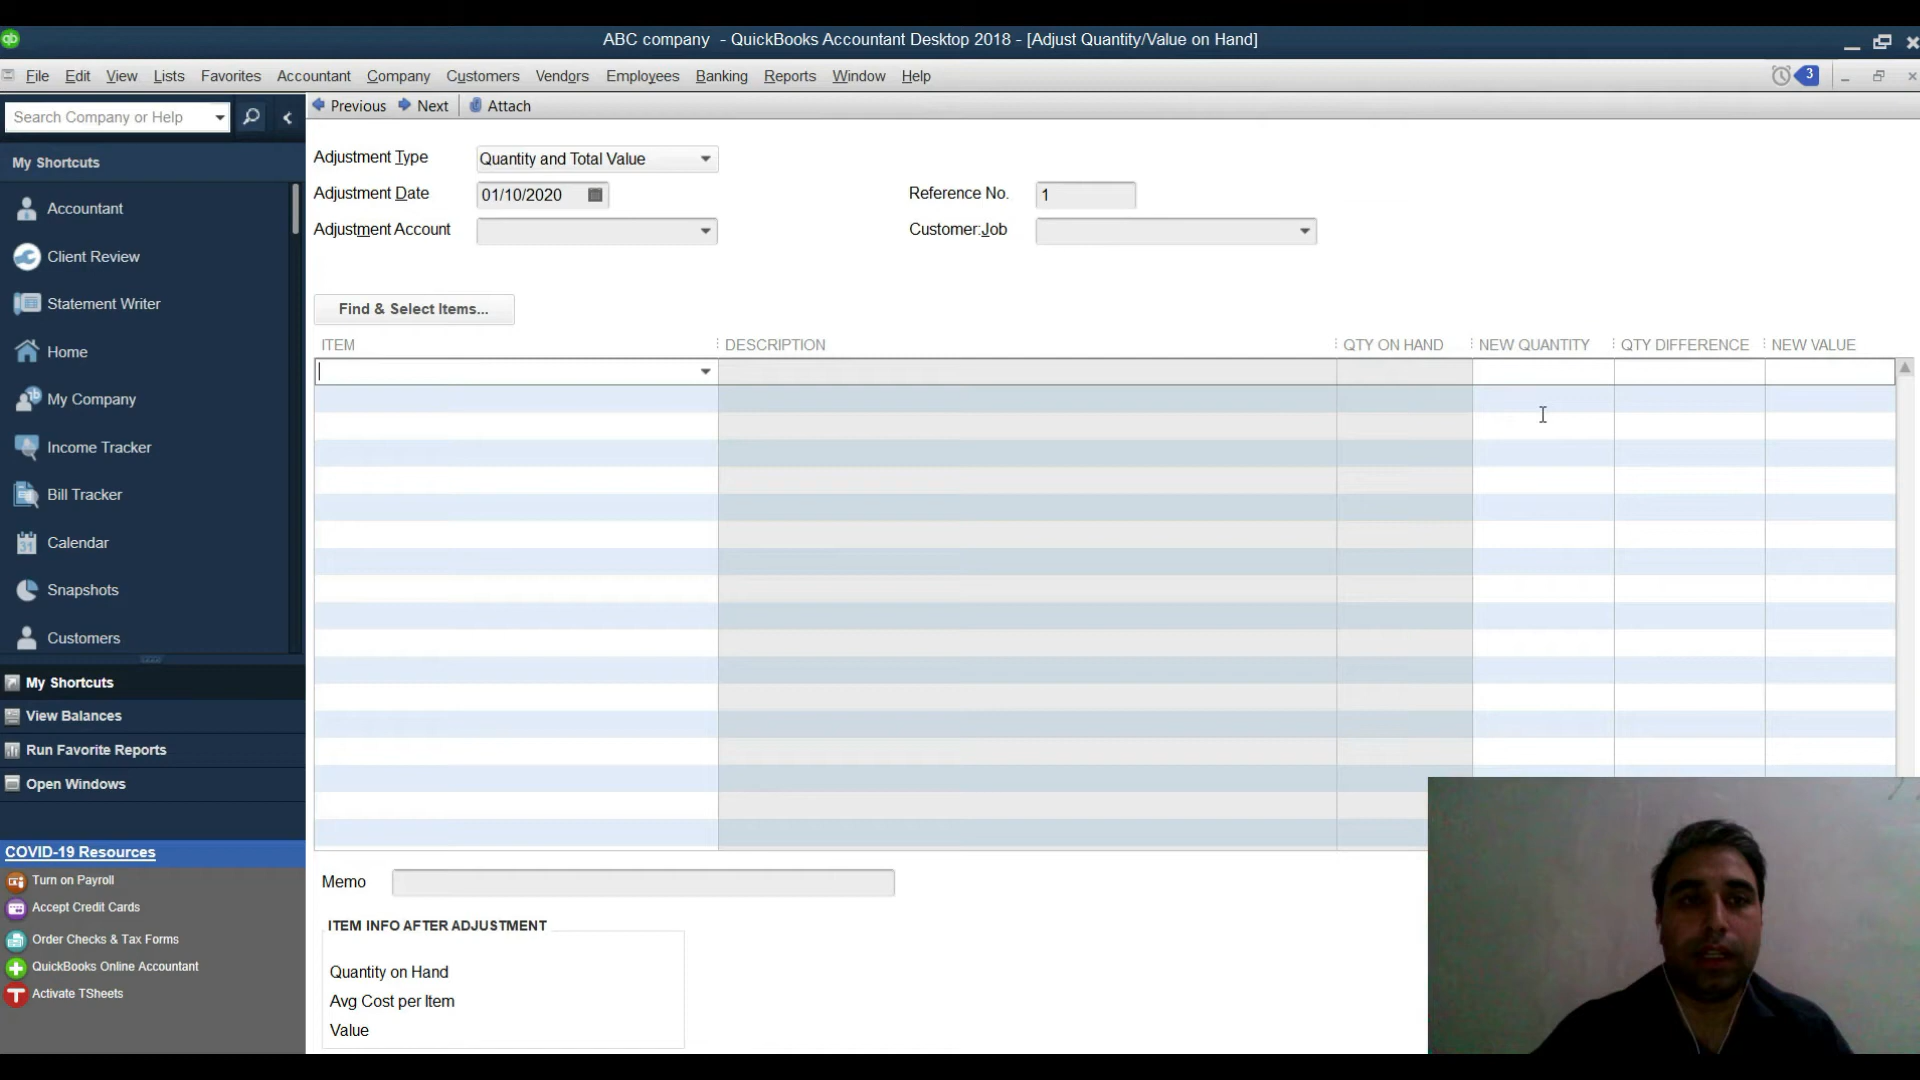 ABC company - QuickBooks Accountant Desktop 2018 - [Adjust Quantity/Value on Hand]
File Edit View Lists Favorites Accountant Company Customers Vendors Employees Banking Reports Window Help
3
Search Company or Help
Previous Next Attach
My Shortcuts
Accountant
Client Review
Statement Writer
Home
My Company
Income Tracker
Bill Tracker
Calendar
Snapshots
Customers
My Shortcuts
View Balances
Run Favorite Reports
Open Windows
COVID-19 Resources
Turn on Payroll
Accept Credit Cards
Order Checks & Tax Forms
QuickBooks Online Accountant
Activate TSheets
Adjustment Type Quantity and Total Value
Adjustment Date 01/10/2020 Reference No. 1
Adjustment Account Customer:Job
Find & Select Items...
ITEM DESCRIPTION QTY ON HAND NEW QUANTITY QTY DIFFERENCE NEW VALUE
Memo
ITEM INFO AFTER ADJUSTMENT
Quantity on Hand
Avg Cost per Item
Value